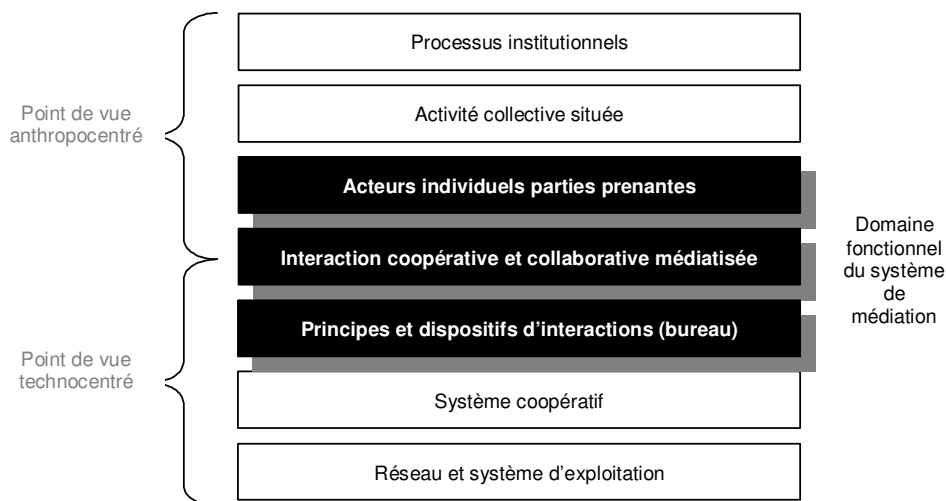 Processus institutionnels
Point de vue
anthropocentré
Activité collective située
Acteurs individuels parties prenantes
Interaction coopérative et collaborative médiatisée
Domaine
fonctionnel
du système
de
médiation
Principes et dispositifs d'interactions (bureau)
Point de vue
technocentré
Système coopératif
Réseau et système d'exploitation